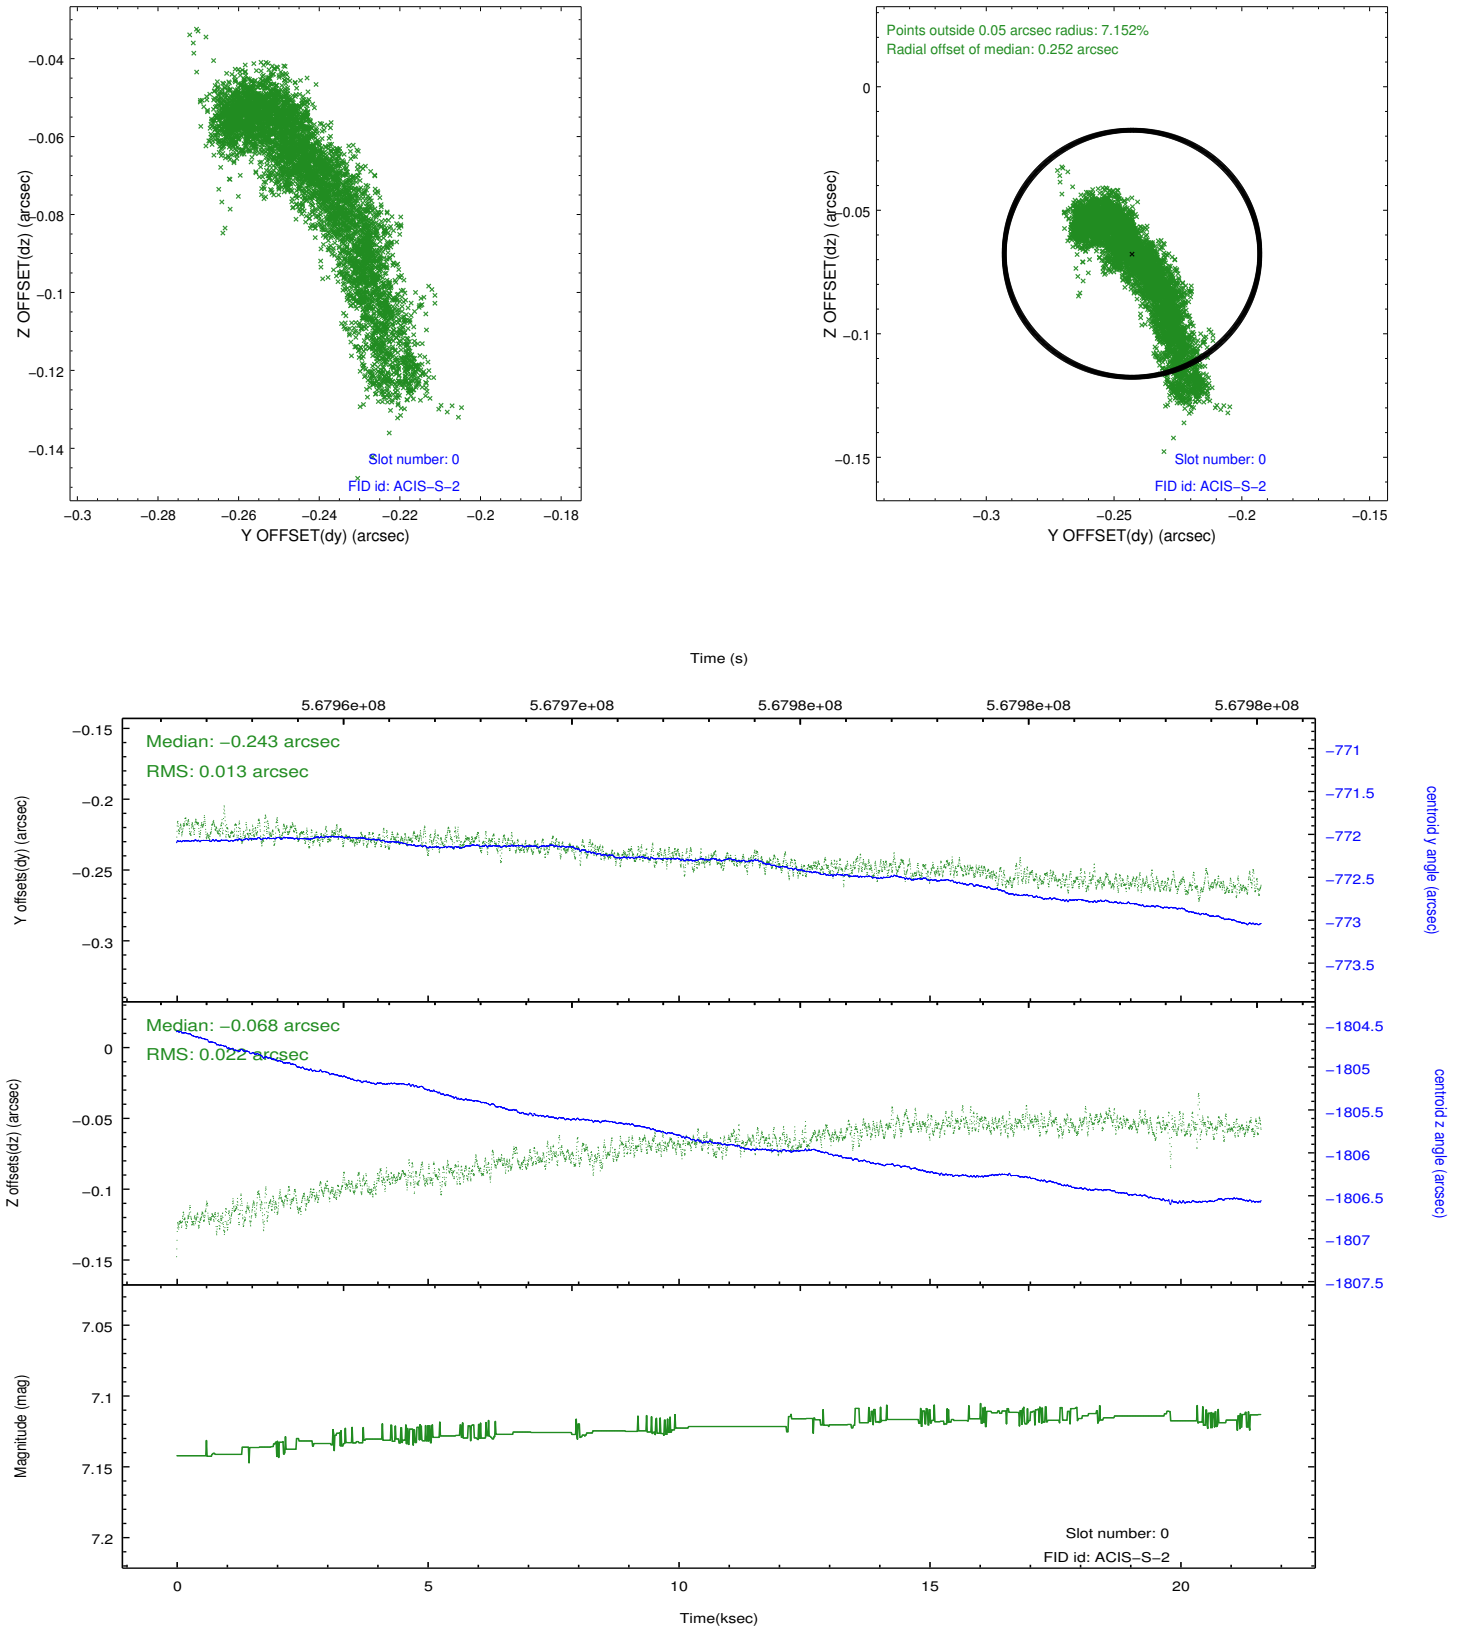 −0.04
−0.06
−0.08
−0.1
−0.12
−0.14
Z OFFSET(dz) (arcsec)
Slot number: 0
FID id: ACIS−S−2
−0.3
−0.28
−0.26
−0.24
−0.22
−0.2
−0.18
Y OFFSET(dy) (arcsec)
Points outside 0.05 arcsec radius: 7.152%
Radial offset of median: 0.252 arcsec
0
−0.05
−0.1
−0.15
Z OFFSET(dz) (arcsec)
Slot number: 0
FID id: ACIS−S−2
−0.3
−0.25
−0.2
−0.15
Y OFFSET(dy) (arcsec)
Time (s)
5.6796e+08
5.6797e+08
5.6798e+08
5.6798e+08
5.6798e+08
Median: −0.243 arcsec
RMS: 0.013 arcsec
−0.15
−0.2
−0.25
−0.3
Y offsets(dy) (arcsec)
−771
−771.5
−772
−772.5
−773
−773.5
centroid y angle (arcsec)
Median: −0.068 arcsec
RMS: 0.022 arcsec
0
−0.05
−0.1
−0.15
Z offsets(dz) (arcsec)
−1804.5
−1805
−1805.5
−1806
−1806.5
−1807
−1807.5
centroid z angle (arcsec)
7.05
7.1
7.15
7.2
Magnitude (mag)
Slot number: 0
FID id: ACIS−S−2
0
5
10
15
20
Time(ksec)